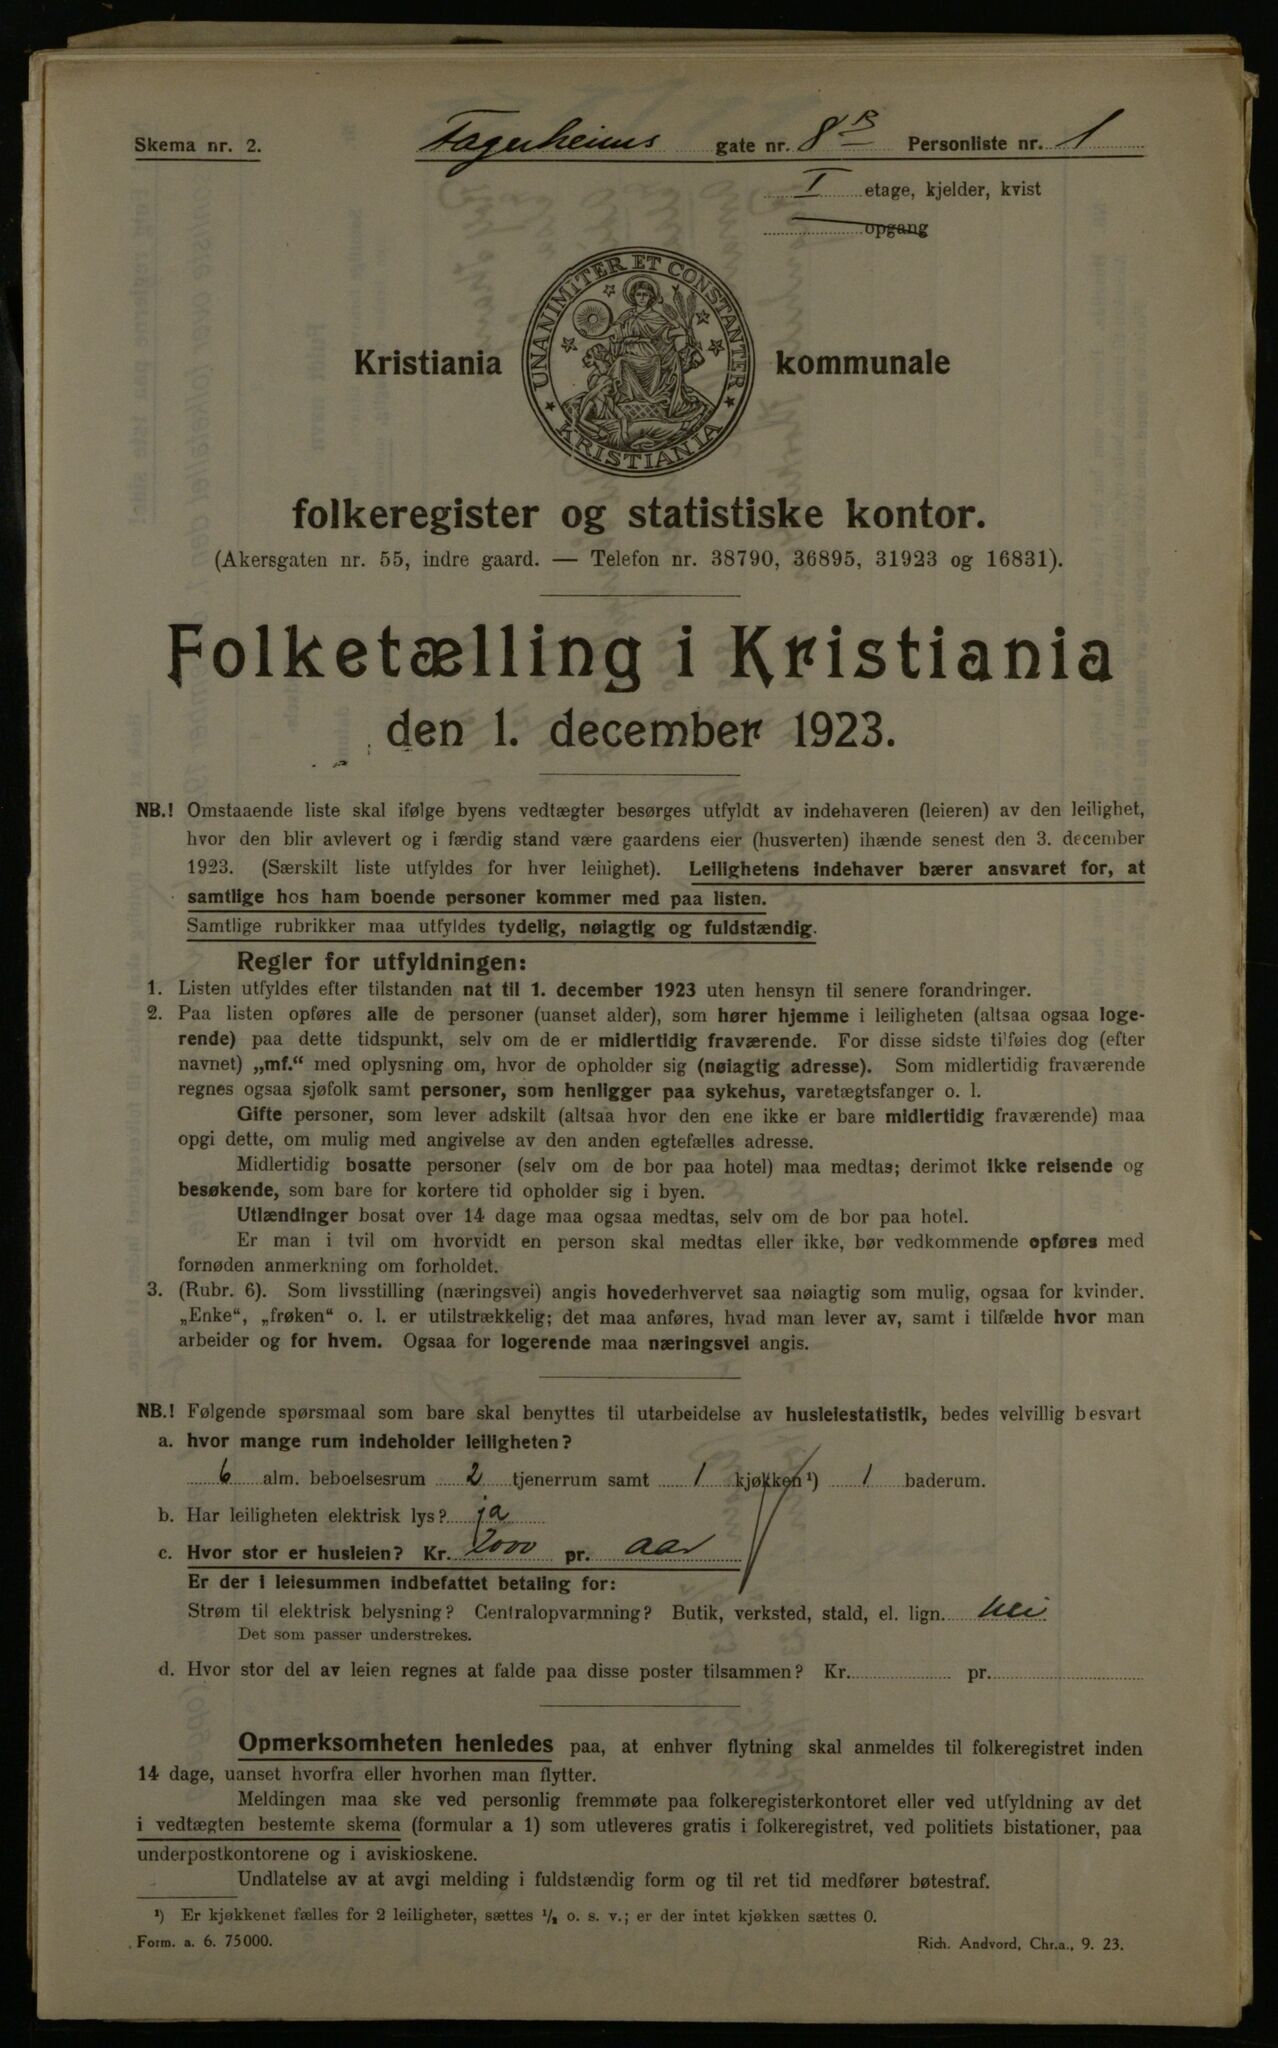 Skema nr. 2.
Fagerheims gate nr. 8B Personliste nr. 1
I etage, kjelder, kvist
opgang
UNANIMITER ET CONSTANTER
KRISTIANIA
Kristiania kommunale
folkeregister og statistiske kontor.
(Akersgaten nr. 55, indre gaard. — Telefon nr. 38790, 36895, 31923 og 16831).
Folketælling i Kristiania
den 1. december 1923.
NB.! Omstaaende liste skal ifølge byens vedtægter besørges utfyldt av indehaveren (leieren) av den leilighet,
hvor den blir avlevert og i færdig stand være gaardens eier (husverten) ihænde senest den 3. december
1923. (Særskilt liste utfyldes for hver leilighet). Leilighetens indehaver bærer ansvaret for, at
samtlige hos ham boende personer kommer med paa listen.
Samtlige rubrikker maa utfyldes tydelig, nøiagtig og fuldstændig.
Regler for utfyldningen:
1. Listen utfyldes efter tilstanden nat til 1. december 1923 uten hensyn til senere forandringer.
2. Paa listen opføres alle de personer (uanset alder), som hører hjemme i leiligheten (altsaa ogsaa loge-
rende) paa dette tidspunkt, selv om de er midlertidig fraværende. For disse sidste tilføies dog (efter
navnet) „mf.“ med oplysning om, hvor de opholder sig (nøiagtig adresse). Som midlertidig fraværende
regnes ogsaa sjøfolk samt personer, som henligger paa sykehus, varetægtsfanger o. l.
Gifte personer, som lever adskilt (altsaa hvor den ene ikke er bare midlertidig fraværende) maa
opgi dette, om mulig med angivelse av den anden egtefælles adresse.
Midlertidig bosatte personer (selv om de bor paa hotel) maa medtas; derimot ikke reisende og
besøkende, som bare for kortere tid opholder sig i byen.
Utlændinger bosat over 14 dage maa ogsaa medtas, selv om de bor paa hotel.
Er man i tvil om hvorvidt en person skal medtas eller ikke, bør vedkommende opføres med
fornøden anmerkning om forholdet.
3. (Rubr. 6). Som livsstilling (næringsvei) angis hovederhvervet saa nøiagtig som mulig, ogsaa for kvinder.
„Enke“, „frøken“ o. l. er utilstrækkelig; det maa anføres, hvad man lever av, samt i tilfælde hvor man
arbeider og for hvem. Ogsaa for logerende maa næringsvei angis.
NB.! Følgende spørsmaal som bare skal benyttes til utarbeidelse av husleiestatistik, bedes velvillig besvart
a. hvor mange rum indeholder leiligheten?
6 alm. beboelsesrum 2 tjenerrum samt 1 kjøkken ¹) 1 baderum.
b. Har leiligheten elektrisk lys? ja
c. Hvor stor er husleien? Kr. 2000 pr. aar
Er der i leiesummen indbefattet betaling for:
Strøm til elektrisk belysning? Centralopvarmning? Butik, verksted, stald, el. lign. nei
Det som passer understrekes.
d. Hvor stor del av leien regnes at falde paa disse poster tilsammen? Kr. pr.
Opmerksomheten henledes paa, at enhver flytning skal anmeldes til folkeregistret inden
14 dage, uanset hvorfra eller hvorhen man flytter.
Meldingen maa ske ved personlig fremmøte paa folkeregisterkontoret eller ved utfyldning av det
i vedtægten bestemte skema (formular a 1) som utleveres gratis i folkeregistret, ved politiets bistationer, paa
underpostkontorene og i aviskioskene.
Undlatelse av at avgi melding i fuldstændig form og til ret tid medfører bøtestraf.
¹) Er kjøkkenet fælles for 2 leiligheter, sættes ½ o. s. v.; er der intet kjøkken sættes 0.
Form. a. 6. 75000.
Rich. Andvord, Chr.a., 9. 23.